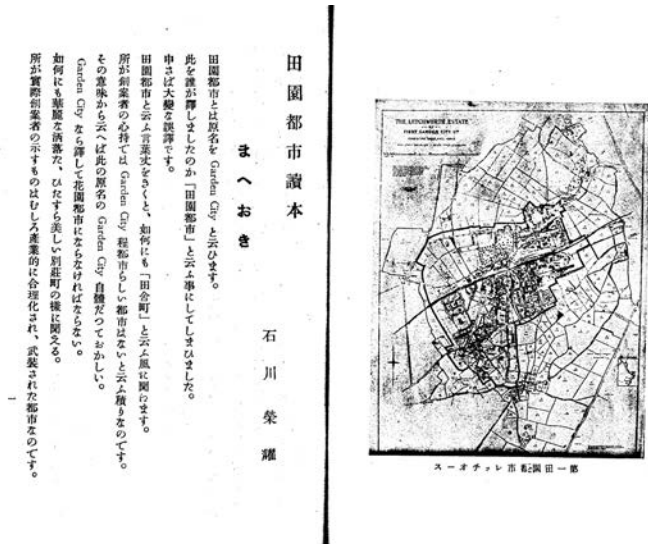 田園都市讀本
まへおき
石川榮耀
田園都市とは原名を Garden City と云ひます。
此を誰が譯しましたのか「田園都市」と云ふ事にしてしまひました。
申さば大變な誤譯です。
田園都市と云ふ言葉丈をきくと、如何にも「田舍町」と云ふ風に聞えます。
所が創業者の心持ては Garden City 程都市らしい都市はないと云ふ積りなのです。
その意味から云へば此の原名の Garden City 自體だつておかしい。
Garden City なら譯して花園都市にならなければならない。
如何にも華麗な洒落た、ひたすら美しい別莊町の樣に聞える。
所が實際創業者の示すものはむしろ產業的に合理化され、武裝された都市なのです。
一
THE LETCHWORTH ESTATE
FIRST GARDEN CITY LTD
スーオチッレ市都園田一第